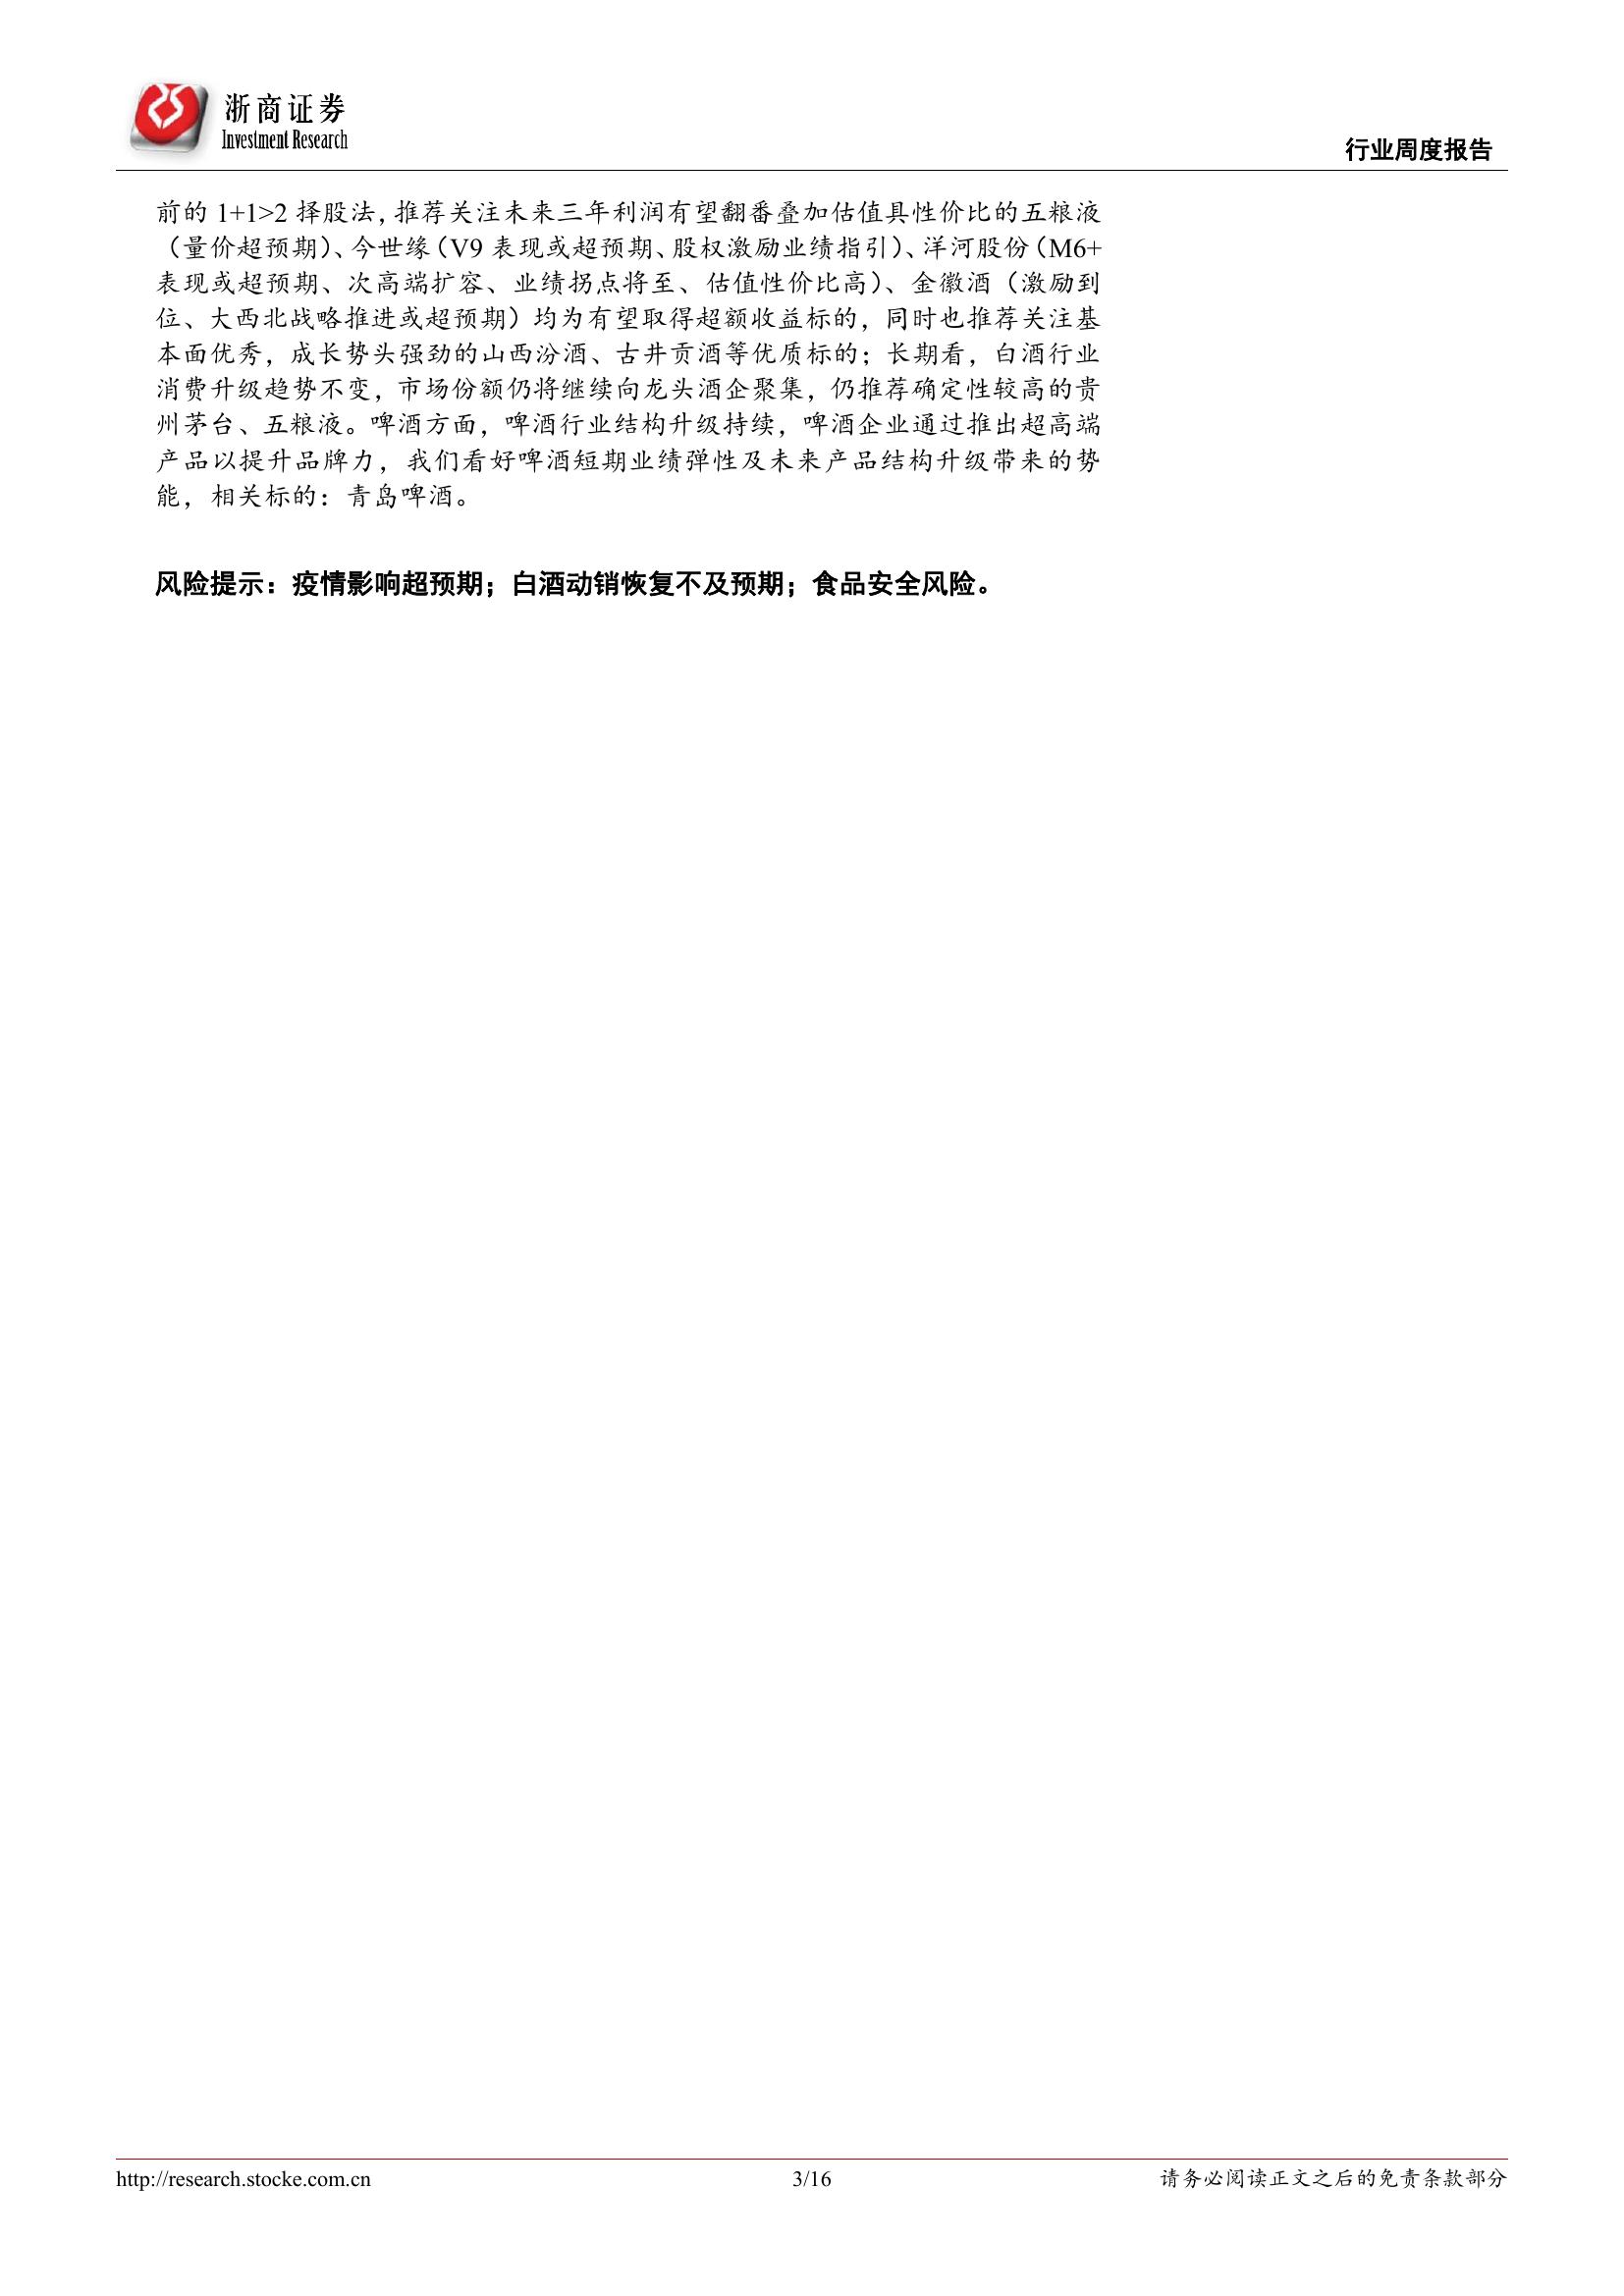 浙商证券
Investment Research
行业周度报告
前的 1+1>2 择股法，推荐关注未来三年利润有望翻番叠加估值具性价比的五粮液
（量价超预期）、今世缘（V9 表现或超预期、股权激励业绩指引）、洋河股份（M6+
表现或超预期、次高端扩容、业绩拐点将至、估值性价比高）、金徽酒（激励到
位、大西北战略推进或超预期）均为有望取得超额收益标的，同时也推荐关注基
本面优秀，成长势头强劲的山西汾酒、古井贡酒等优质标的；长期看，白酒行业
消费升级趋势不变，市场份额仍将继续向龙头酒企聚集，仍推荐确定性较高的贵
州茅台、五粮液。啤酒方面，啤酒行业结构升级持续，啤酒企业通过推出超高端
产品以提升品牌力，我们看好啤酒短期业绩弹性及未来产品结构升级带来的势
能，相关标的：青岛啤酒。
风险提示：疫情影响超预期；白酒动销恢复不及预期；食品安全风险。
http://research.stocke.com.cn
3/16
请务必阅读正文之后的免责条款部分